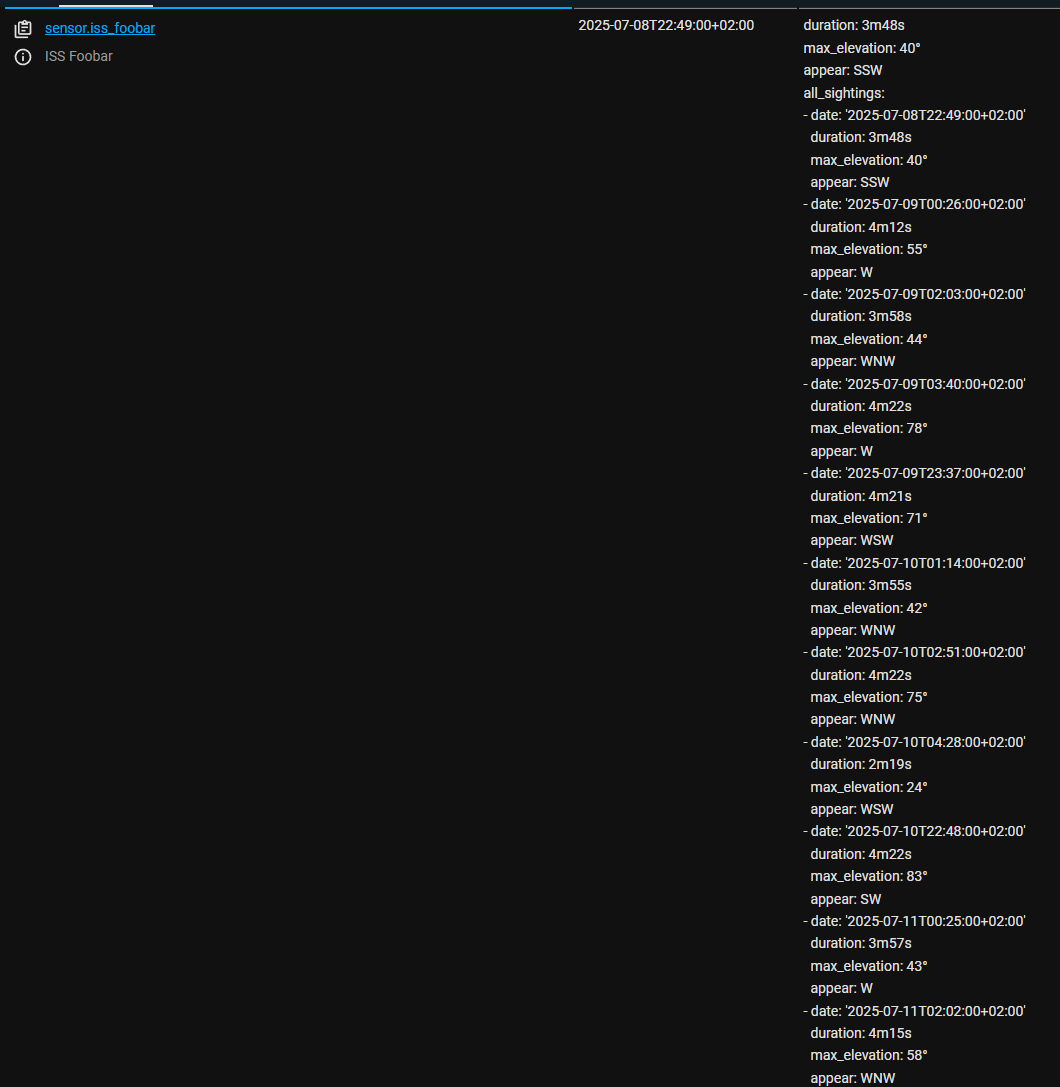 sensor.iss_foobar
ISS Foobar
2025-07-08T22:49:00+02:00
duration: 3m48s
max_elevation: 40°
appear: SSW
all_sightings:
- date: '2025-07-08T22:49:00+02:00'
duration: 3m48s
max_elevation: 40°
appear: SSW
- date: '2025-07-09T00:26:00+02:00'
duration: 4m12s
max_elevation: 55°
appear: W
- date: '2025-07-09T02:03:00+02:00'
duration: 3m58s
max_elevation: 44°
appear: WNW
- date: '2025-07-09T03:40:00+02:00'
duration: 4m22s
max_elevation: 78°
appear: W
- date: '2025-07-09T23:37:00+02:00'
duration: 4m21s
max_elevation: 71°
appear: WSW
- date: '2025-07-10T01:14:00+02:00'
duration: 3m55s
max_elevation: 42°
appear: WNW
- date: '2025-07-10T02:51:00+02:00'
duration: 4m22s
max_elevation: 75°
appear: WNW
- date: '2025-07-10T04:28:00+02:00'
duration: 2m19s
max_elevation: 24°
appear: WSW
- date: '2025-07-10T22:48:00+02:00'
duration: 4m22s
max_elevation: 83°
appear: SW
- date: '2025-07-11T00:25:00+02:00'
duration: 3m57s
max_elevation: 43°
appear: W
- date: '2025-07-11T02:02:00+02:00'
duration: 4m15s
max_elevation: 58°
appear: WNW